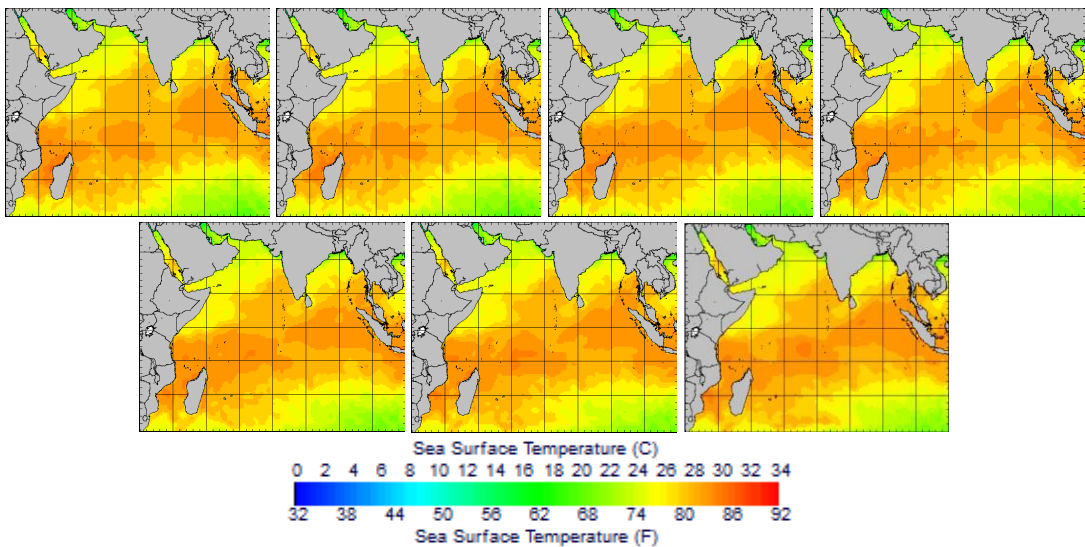 Sea Surface Temperature (C)
0 2 4 6 8 10 12 14 16 18 20 22 24 26 28 30 32 34
32 38 44 50 56 62 68 74 80 86 92
Sea Surface Temperature (F)